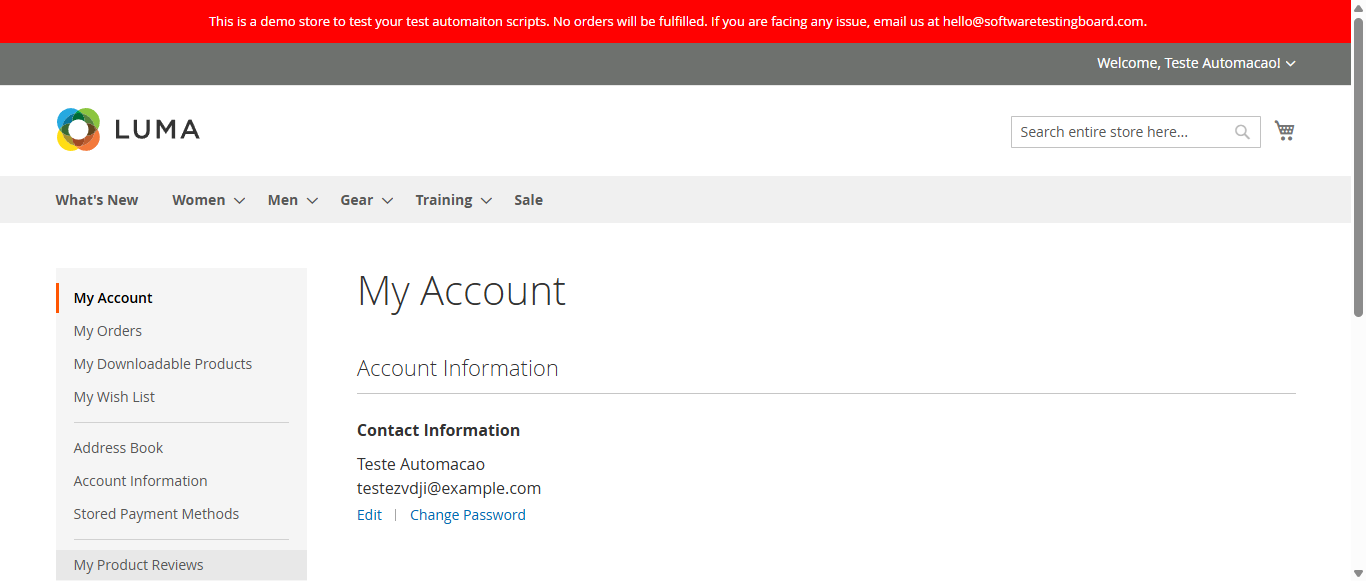 This is a demo store to test your test automaiton scripts. No orders will be fulfilled. If you are facing any issue, email us at hello@softwaretestingboard.com.
Welcome, Teste Automacao!
LUMA
Search entire store here...
What's New Women Men Gear Training Sale
My Account
My Orders
My Downloadable Products
My Wish List
Address Book
Account Information
Stored Payment Methods
My Product Reviews
My Account
Account Information
Contact Information
Teste Automacao
testezvdji@example.com
Edit | Change Password